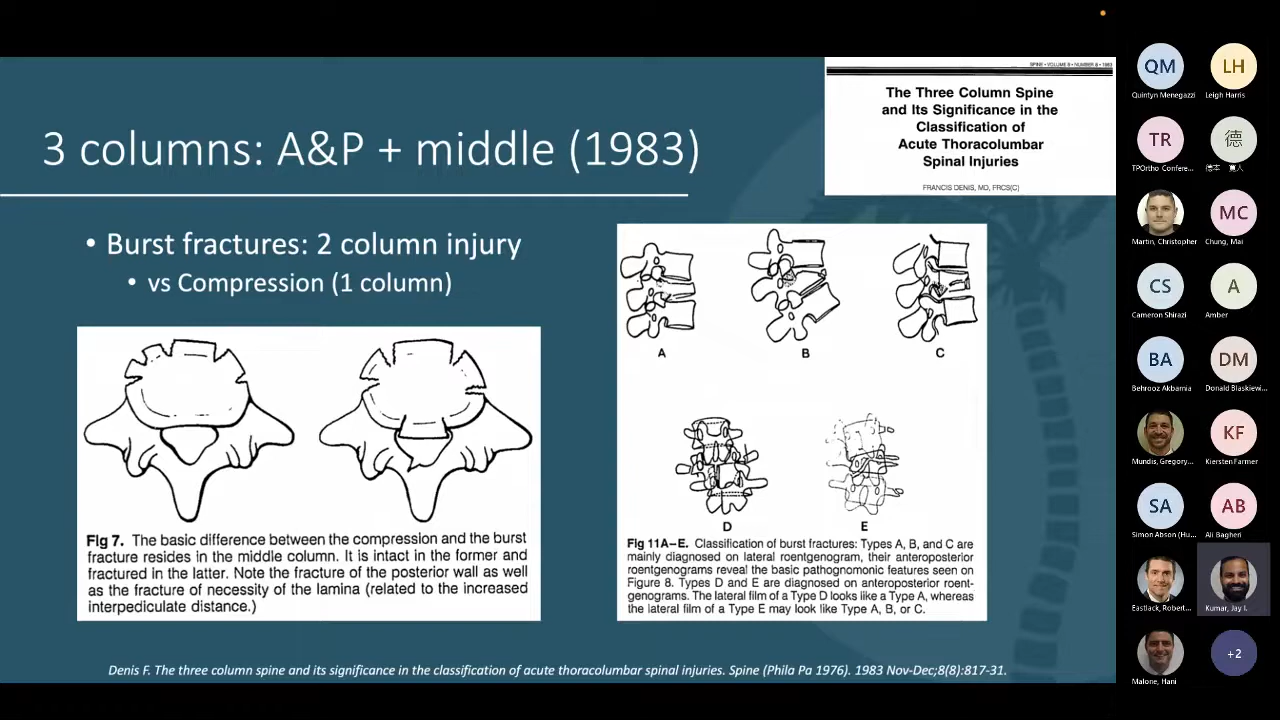 SPINE • VOLUME 8 • NUMBER 8 • 1983
The Three Column Spine
and Its Significance in the
Classification of
Acute Thoracolumbar
Spinal Injuries
FRANCIS DENIS, MD, FRCS(C)
3 columns: A&P + middle (1983)
• Burst fractures: 2 column injury
• vs Compression (1 column)
Fig 7. The basic difference between the compression and the burst
fracture resides in the middle column. It is intact in the former and
fractured in the latter. Note the fracture of the posterior wall as well
as the fracture of necessity of the lamina (related to the increased
interpediculate distance.)
A
B
C
D
E
Fig 11A–E. Classification of burst fractures: Types A, B, and C are
mainly diagnosed on lateral roentgenogram, their anteroposterior
roentgenograms reveal the basic pathognomonic features seen on
Figure 8. Types D and E are diagnosed on anteroposterior roent-
genograms. The lateral film of a Type D looks like a Type A, whereas
the lateral film of a Type E may look like Type A, B, or C.
Denis F. The three column spine and its significance in the classification of acute thoracolumbar spinal injuries. Spine (Phila Pa 1976). 1983 Nov-Dec;8(8):817-31.
QM
Quintyn Menegazzi
LH
Leigh Harris
TR
TPOrtho Confere...
德
Martin, Christopher
MC
Chung, Mai
CS
Cameron Shirazi
A
Amber
BA
Behrooz Akbarnia
DM
Donald Blaskiewi...
Mundis, Gregory...
KF
Kiersten Farmer
SA
Simon Abson (Hu...
AB
Ali Bagheri
Eastlack, Robert...
Kumar, Jay I.
Malone, Hani
+2